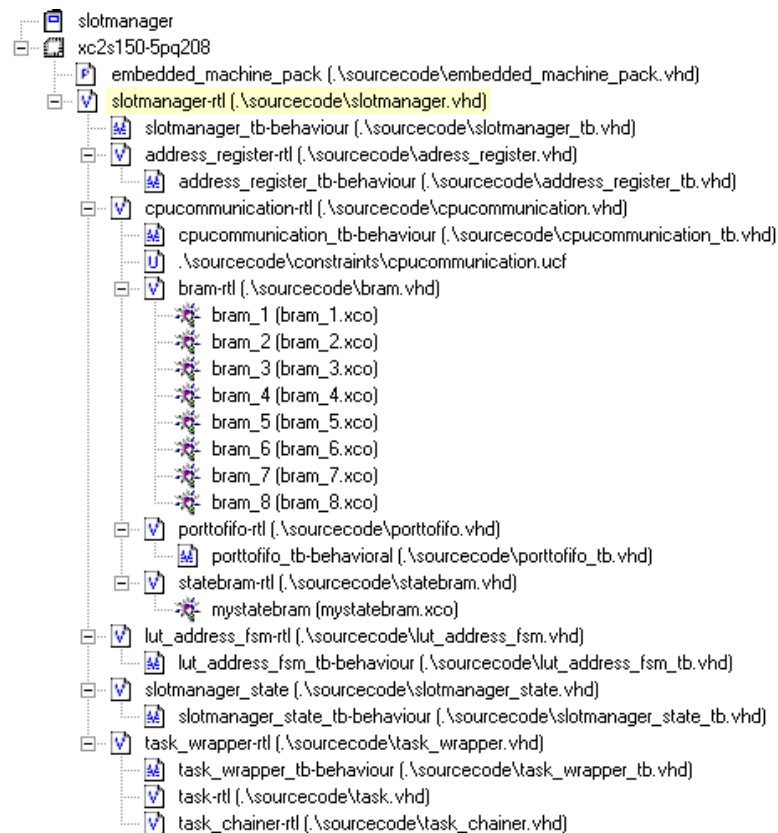 slotmanager
xc2s150-5pq208
embedded_machine_pack (.\sourcecode\embedded_machine_pack.vhd)
slotmanager-rtl (.\sourcecode\slotmanager.vhd)
slotmanager_tb-behaviour (.\sourcecode\slotmanager_tb.vhd)
address_register-rtl (.\sourcecode\adress_register.vhd)
address_register_tb-behaviour (.\sourcecode\address_register_tb.vhd)
cpucommunication-rtl (.\sourcecode\cpucommunication.vhd)
cpucommunication_tb-behaviour (.\sourcecode\cpucommunication_tb.vhd)
.\sourcecode\constraints\cpucommunication.ucf
bram-rtl (.\sourcecode\bram.vhd)
bram_1 (bram_1.xco)
bram_2 (bram_2.xco)
bram_3 (bram_3.xco)
bram_4 (bram_4.xco)
bram_5 (bram_5.xco)
bram_6 (bram_6.xco)
bram_7 (bram_7.xco)
bram_8 (bram_8.xco)
porttofifo-rtl (.\sourcecode\porttofifo.vhd)
porttofifo_tb-behavioral (.\sourcecode\porttofifo_tb.vhd)
statebram-rtl (.\sourcecode\statebram.vhd)
mystatebram (mystatebram.xco)
lut_address_fsm-rtl (.\sourcecode\lut_address_fsm.vhd)
lut_address_fsm_tb-behaviour (.\sourcecode\lut_address_fsm_tb.vhd)
slotmanager_state (.\sourcecode\slotmanager_state.vhd)
slotmanager_state_tb-behaviour (.\sourcecode\slotmanager_state_tb.vhd)
task_wrapper-rtl (.\sourcecode\task_wrapper.vhd)
task_wrapper_tb-behaviour (.\sourcecode\task_wrapper_tb.vhd)
task-rtl (.\sourcecode\task.vhd)
task_chainer-rtl (.\sourcecode\task_chainer.vhd)